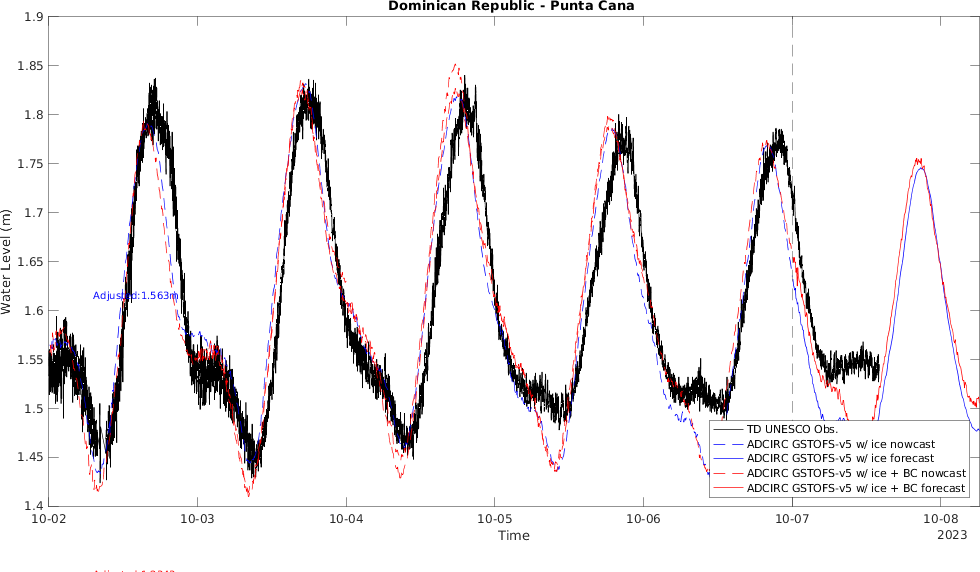 Dominican Republic - Punta Cana
1.9
1.85
1.8
1.75
1.7
1.65
1.6
1.55
1.5
1.45
1.4
Water Level (m)
Adjusted:1.563m
TD UNESCO Obs.
ADCIRC GSTOFS-v5 w/ ice nowcast
ADCIRC GSTOFS-v5 w/ ice forecast
ADCIRC GSTOFS-v5 w/ ice + BC nowcast
ADCIRC GSTOFS-v5 w/ ice + BC forecast
10-02 10-03 10-04 10-05 10-06 10-07 10-08
Time
2023